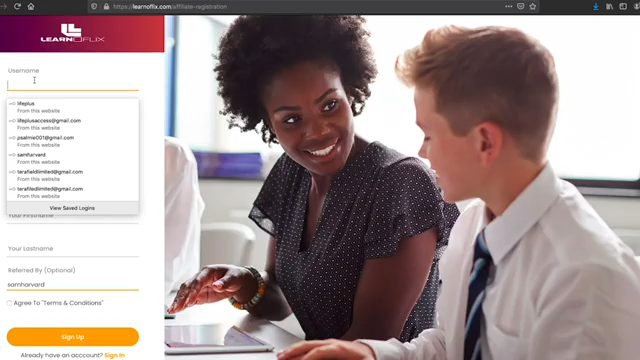 https://learnoflix.com/affiliate-registration
LEARNOFLIX
Username
lifeplus
From this website
lifeplusaccess@gmail.com
From this website
psalmie001@gmail.com
From this website
samharvard
From this website
terafieldlimited@gmail.com
From this website
terafiledlimited@gmail.com
From this website
View Saved Logins
Your Firstname
Your Lastname
Referred By (Optional)
samharvard
Agree To "Terms & Conditions"
Sign Up
Already have an acccount? Sign In